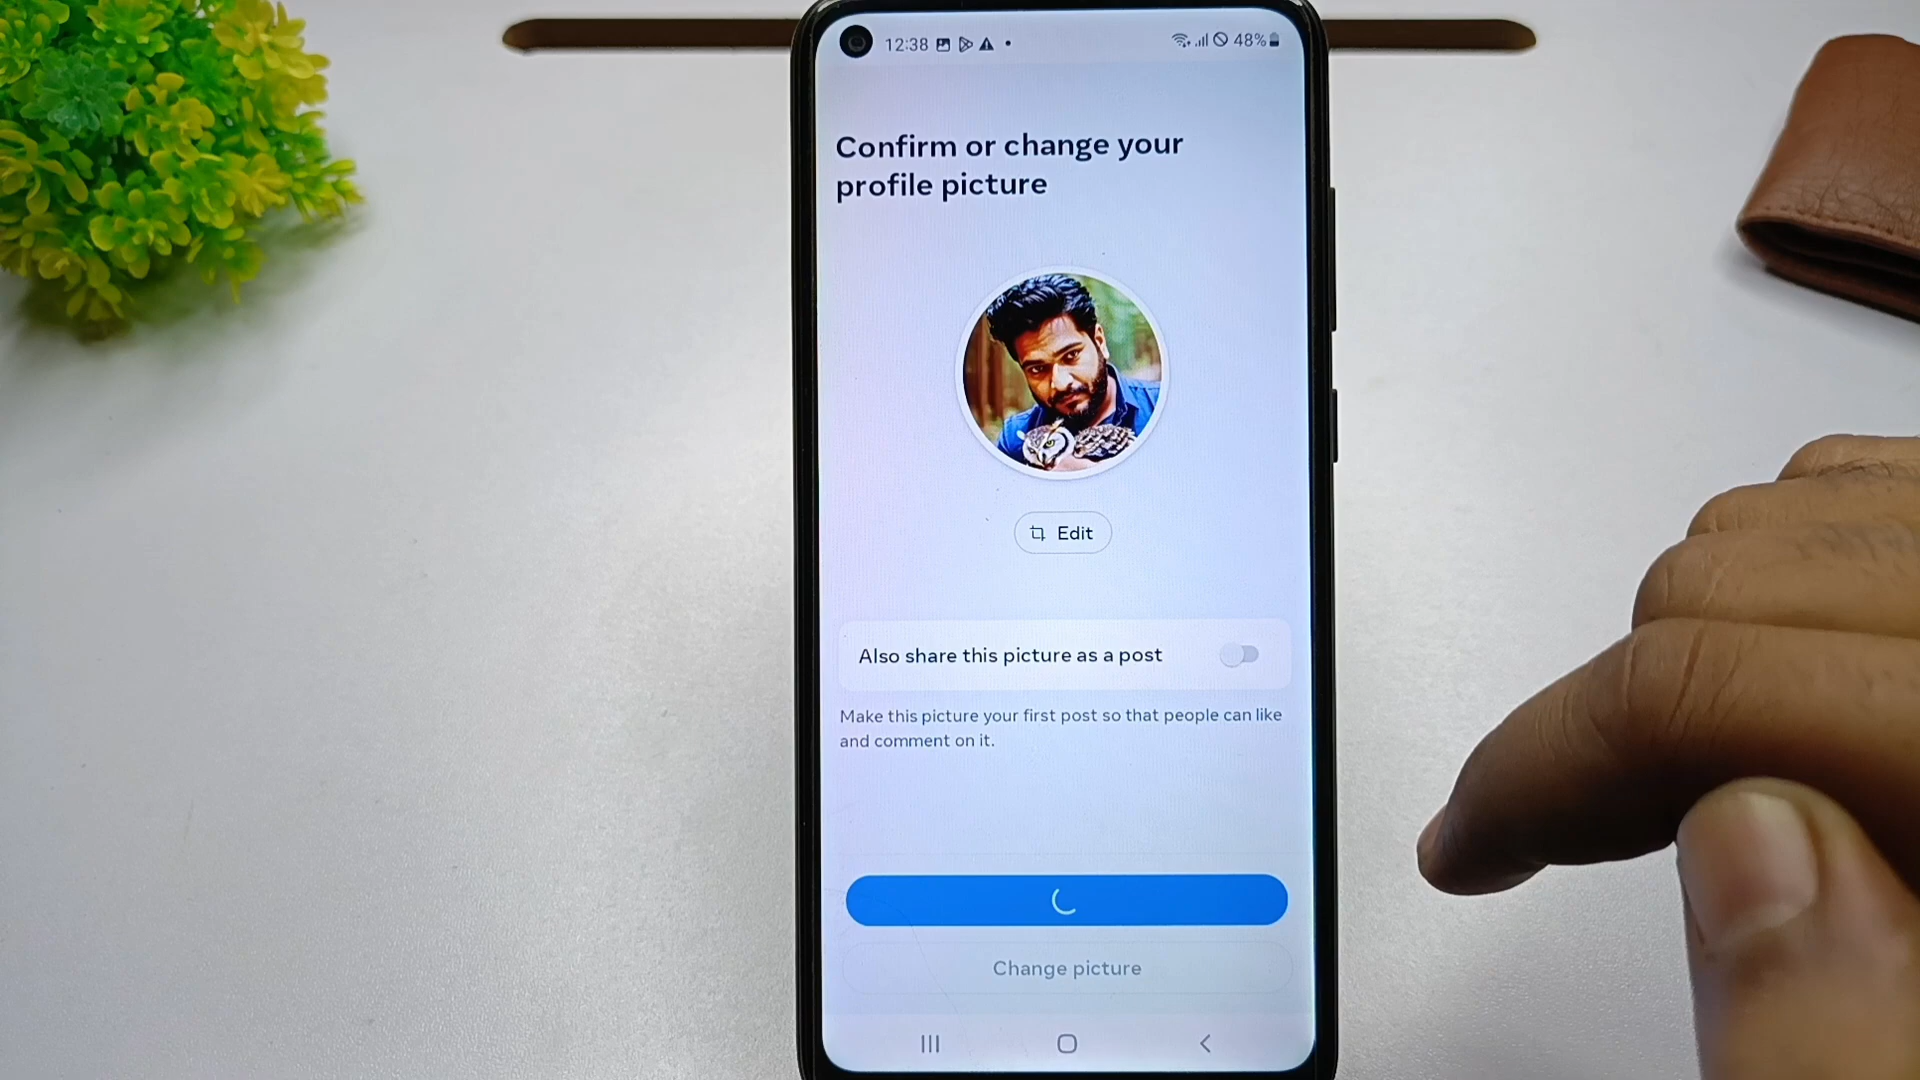 12:38
48%
Confirm or change your
profile picture
Edit
Also share this picture as a post
Make this picture your first post so that people can like
and comment on it.
Change picture